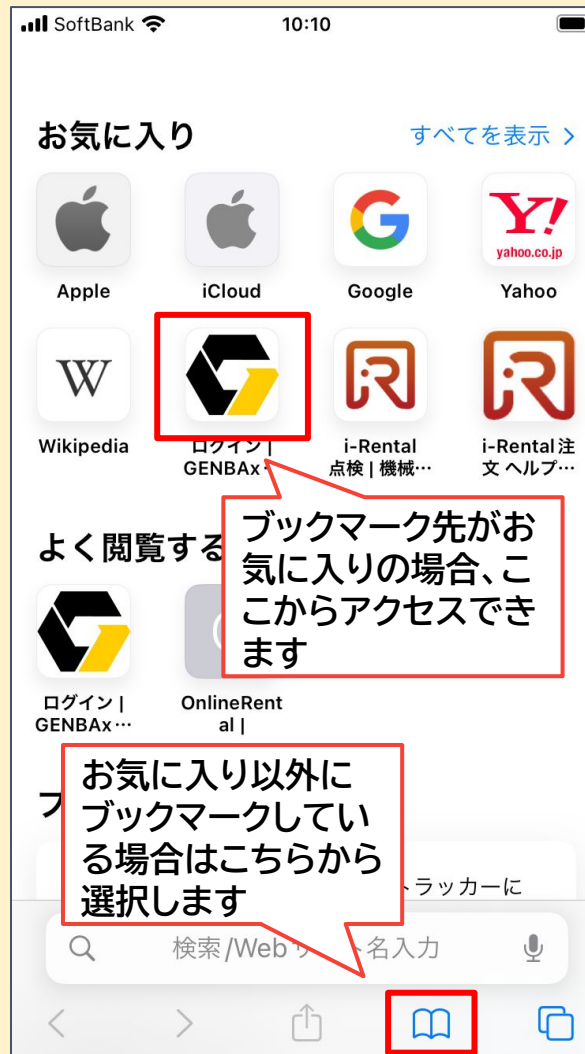 SoftBank 10:10
お気に入り すべてを表示 >
yahoo.co.jp
Apple iCloud Google Yahoo
W
Wikipedia ログイン | i-Rental i-Rental 注
GENBAx… 点検 | 機械… 文 ヘルプ…
ブックマーク先がお
気に入りの場合、こ
こからアクセスでき
ます
よく閲覧する
ログイン | OnlineRent
GENBAx… al |
お気に入り以外に
ブックマークしてい
る場合はこちらから
選択します
トラッカーに
検索/Webサイト名入力